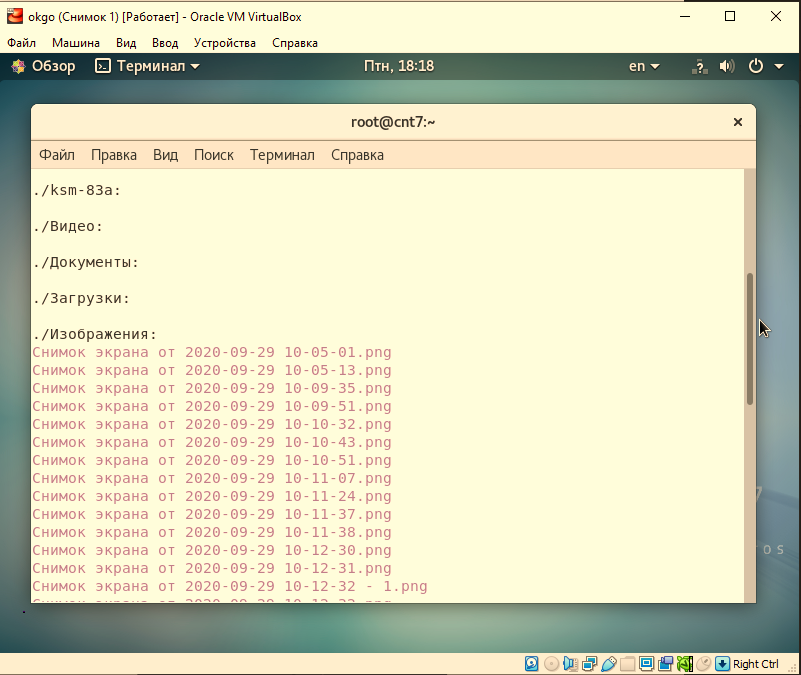 okgo (Снимок 1) [Работает] - Oracle VM VirtualBox
Файл Машина Вид Ввод Устройства Справка
Обзор Терминал Птн, 18:18 en ?
root@cnt7:~
Файл Правка Вид Поиск Терминал Справка
./ksm-83a:
./Видео:
./Документы:
./Загрузки:
./Изображения:
Снимок экрана от 2020-09-29 10-05-01.png
Снимок экрана от 2020-09-29 10-05-13.png
Снимок экрана от 2020-09-29 10-09-35.png
Снимок экрана от 2020-09-29 10-09-51.png
Снимок экрана от 2020-09-29 10-10-32.png
Снимок экрана от 2020-09-29 10-10-43.png
Снимок экрана от 2020-09-29 10-10-51.png
Снимок экрана от 2020-09-29 10-11-07.png
Снимок экрана от 2020-09-29 10-11-24.png
Снимок экрана от 2020-09-29 10-11-37.png
Снимок экрана от 2020-09-29 10-11-38.png
Снимок экрана от 2020-09-29 10-12-30.png
Снимок экрана от 2020-09-29 10-12-31.png
Снимок экрана от 2020-09-29 10-12-32 - 1.png
7
os
Right Ctrl